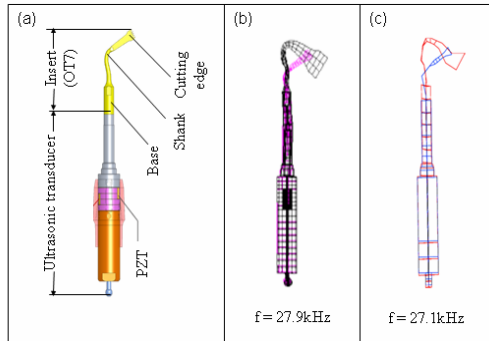 (a)
Insert
(OT7)
Cutting
edge
Shank
Base
Ultrasonic transducer
PZT
(b)
f = 27.9kHz
(c)
f = 27.1kHz